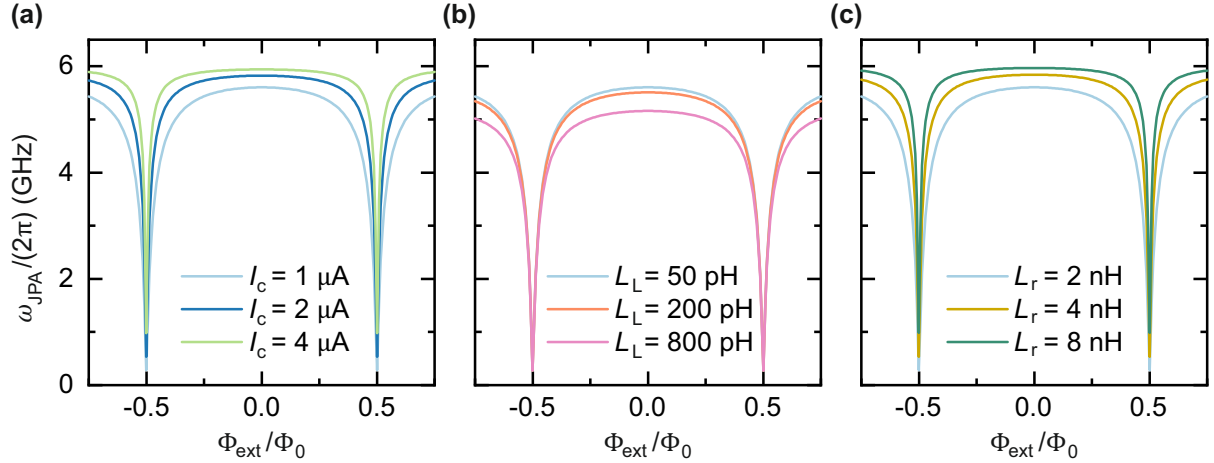 (a)
(b)
(c)
ω_JPA/(2π) (GHz)
6
4
2
0
-0.5
0.0
0.5
Φ_ext/Φ_0
I_c = 1 μA
I_c = 2 μA
I_c = 4 μA
-0.5
0.0
0.5
Φ_ext/Φ_0
L_L = 50 pH
L_L = 200 pH
L_L = 800 pH
-0.5
0.0
0.5
Φ_ext/Φ_0
L_r = 2 nH
L_r = 4 nH
L_r = 8 nH